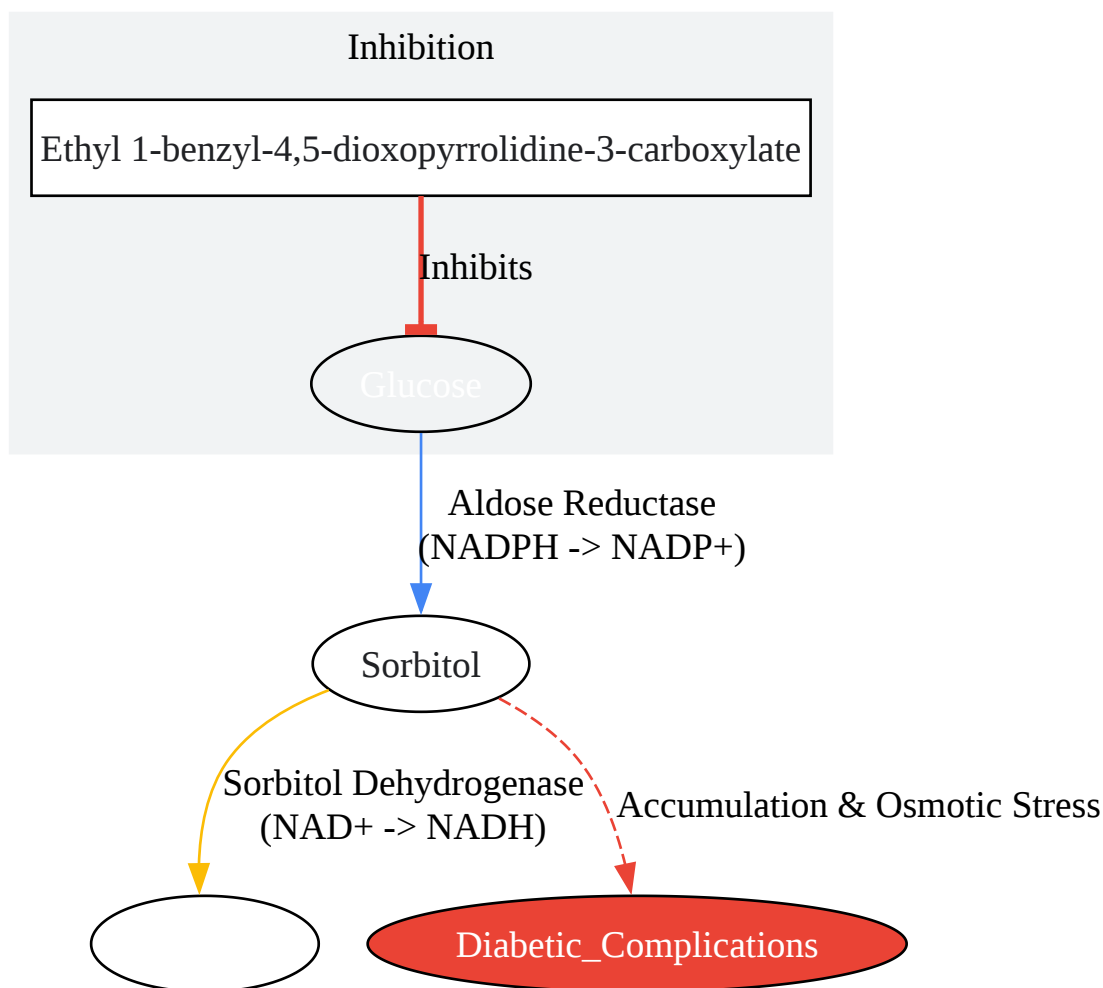 Inhibition
Ethyl 1-benzyl-4,5-dioxopyrrolidine-3-carboxylate
Inhibits
Glucose
Aldose Reductase
(NADPH -> NADP+)
Sorbitol
Sorbitol Dehydrogenase
(NAD+ -> NADH)
Accumulation & Osmotic Stress
Diabetic_Complications